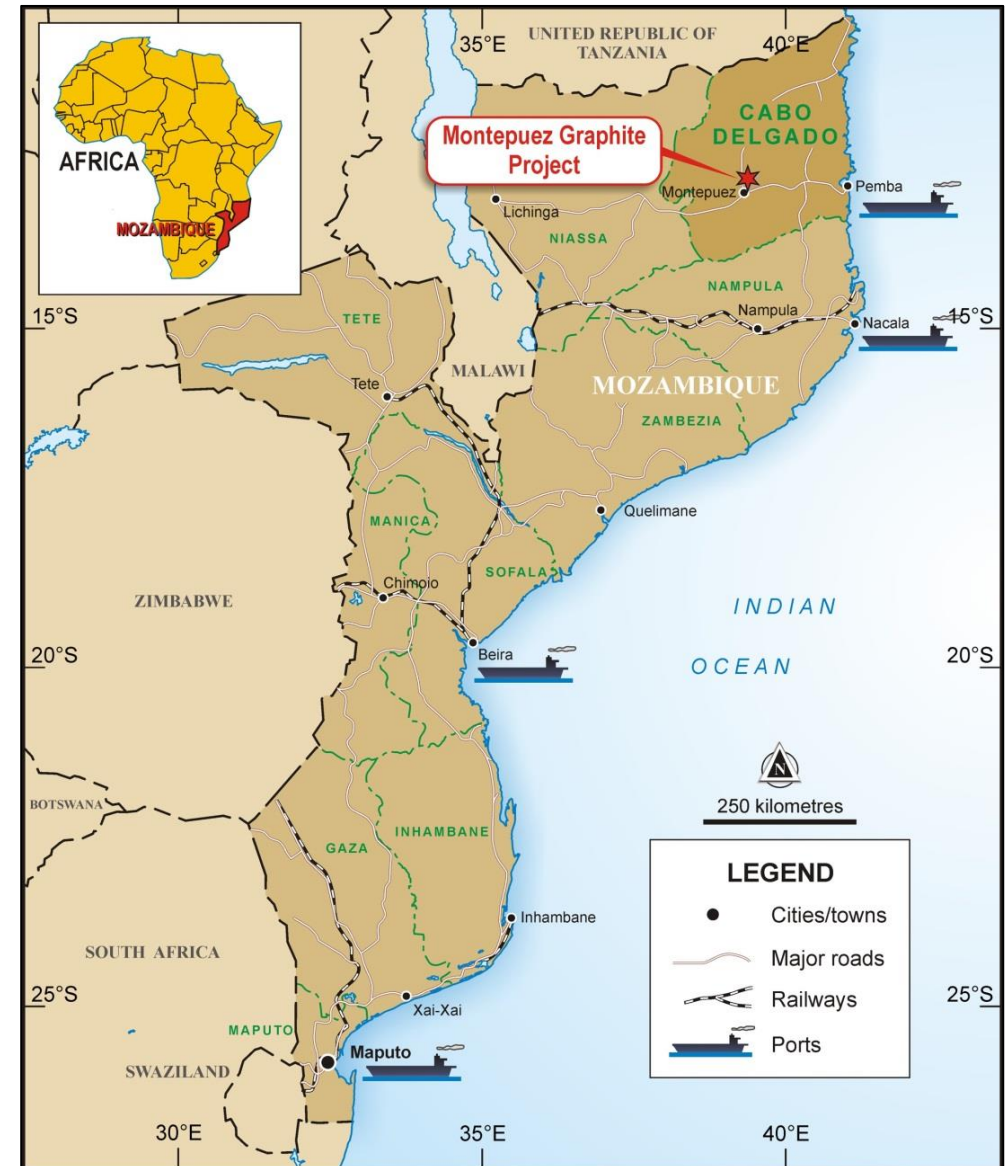 AFRICA
MOZAMBIQUE
35°E
40°E
UNITED REPUBLIC OF
TANZANIA
CABO
DELGADO
Montepuez Graphite
Project
Montepuez
Pemba
Lichinga
NIASSA
NAMPULA
Nampula
Nacala
15°S
15°S
TETE
Tete
MALAWI
MOZAMBIQUE
ZAMBEZIA
Quelimane
MANICA
SOFALA
Chimoio
ZIMBABWE
INDIAN
OCEAN
Beira
20°S
20°S
N
250 kilometres
BOTSWANA
GAZA
INHAMBANE
Inhambane
LEGEND
Cities/towns
Major roads
Railways
Ports
SOUTH AFRICA
25°S
25°S
Xai-Xai
MAPUTO
Maputo
SWAZILAND
30°E
35°E
40°E